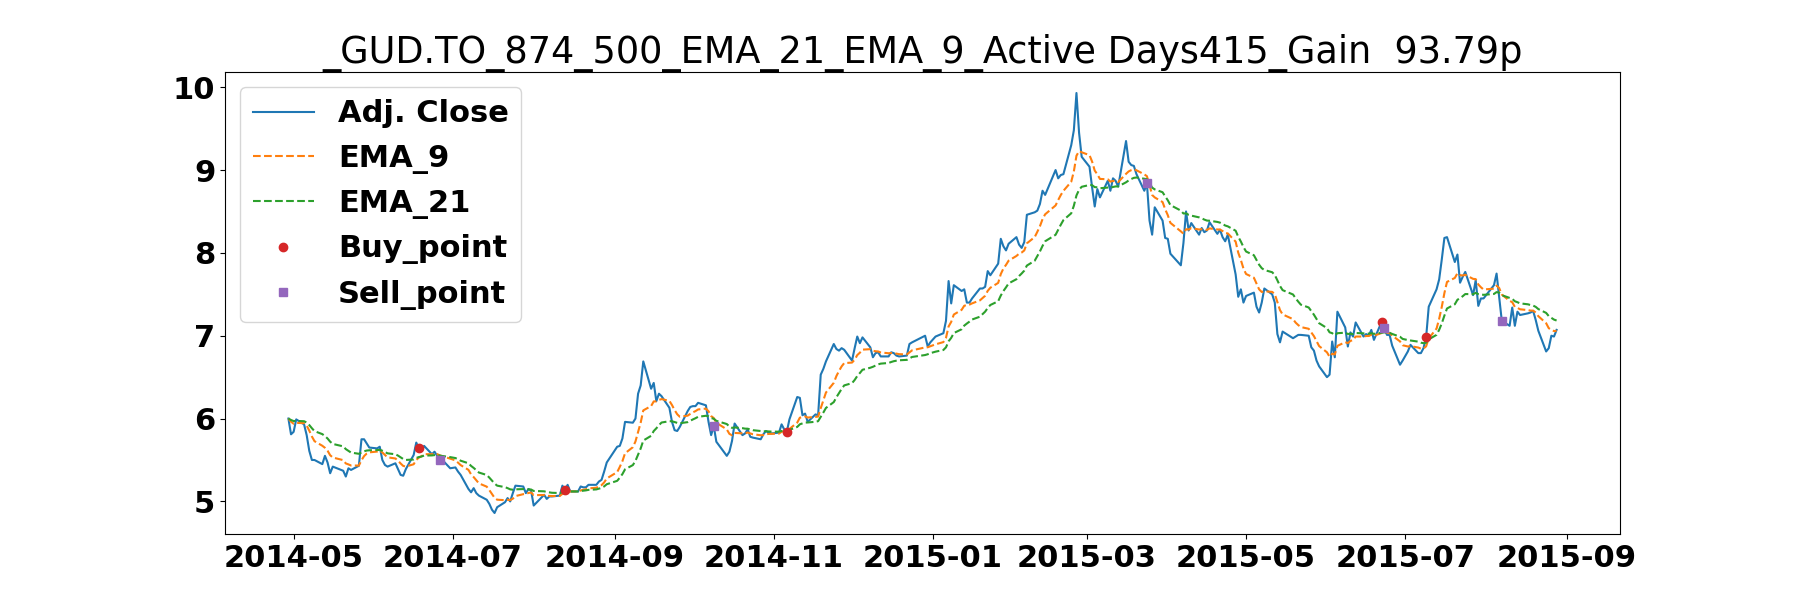 _GUD.TO_874_500_EMA_21_EMA_9_Active Days415_Gain  93.79p
10
9
8
7
6
5
Adj. Close
EMA_9
EMA_21
Buy_point
Sell_point
2014-05 2014-07 2014-09 2014-11 2015-01 2015-03 2015-05 2015-07 2015-09